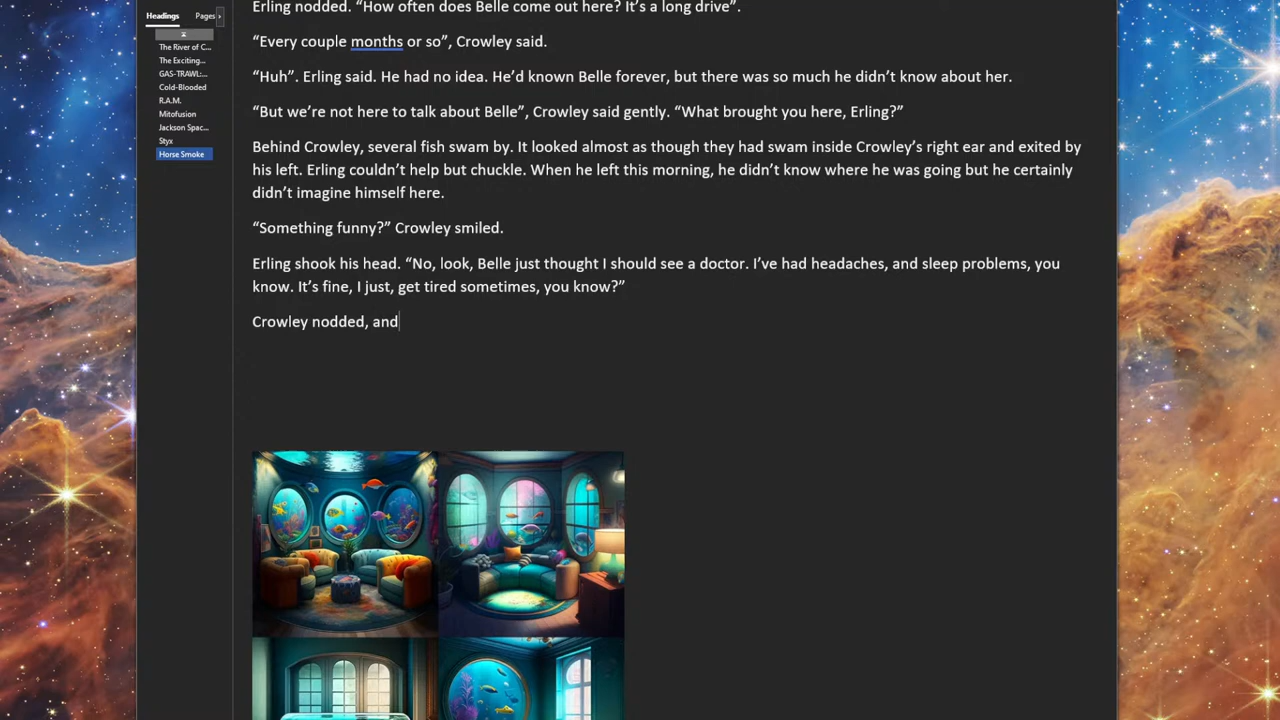 Headings Pages
The River of C...
The Exciting...
GAS-TRAWL:...
Cold-Blooded
R.A.M.
Mitofusion
Jackson Spac...
Styx
Horse Smoke
Erling nodded. “How often does Belle come out here? It’s a long drive”.
“Every couple months or so”, Crowley said.
“Huh”. Erling said. He had no idea. He’d known Belle forever, but there was so much he didn’t know about her.
“But we’re not here to talk about Belle”, Crowley said gently. “What brought you here, Erling?”
Behind Crowley, several fish swam by. It looked almost as though they had swam inside Crowley’s right ear and exited by
his left. Erling couldn’t help but chuckle. When he left this morning, he didn’t know where he was going but he certainly
didn’t imagine himself here.
“Something funny?” Crowley smiled.
Erling shook his head. “No, look, Belle just thought I should see a doctor. I’ve had headaches, and sleep problems, you
know. It’s fine, I just, get tired sometimes, you know?”
Crowley nodded, and